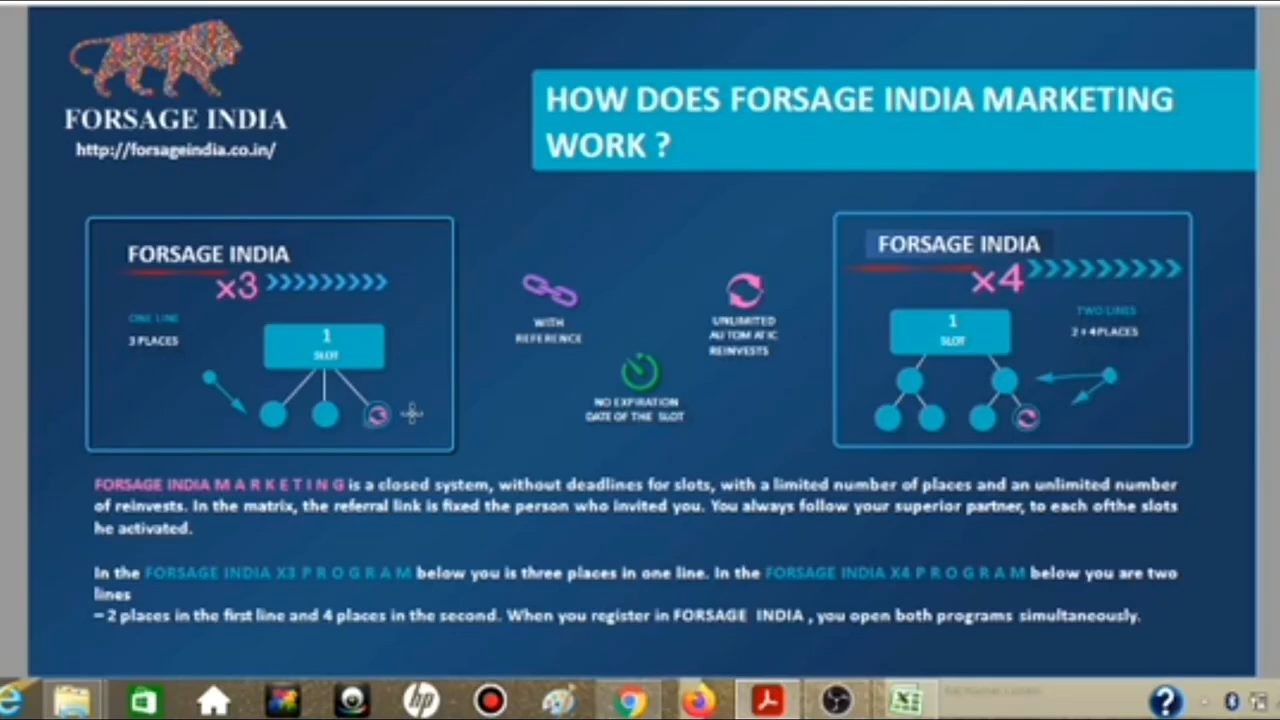 FORSAGE INDIA
http://forsageindia.co.in/
HOW DOES FORSAGE INDIA MARKETING
WORK ?
FORSAGE INDIA
x3
ONE LINE
3 PLACES
1
SLOT
WITH
REFERENCE
UNLIMITED
AUTOMATIC
REINVESTS
NO EXPIRATION
DATE OF THE SLOT
FORSAGE INDIA
x4
TWO LINES
2 + 4 PLACES
1
SLOT
FORSAGE INDIA M A R K E T I N G is a closed system, without deadlines for slots, with a limited number of places and an unlimited number
of reinvests. In the matrix, the referral link is fixed the person who invited you. You always follow your superior partner, to each ofthe slots
he activated.
In the FORSAGE INDIA X3 P R O G R A M below you is three places in one line. In the FORSAGE INDIA X4 P R O G R A M below you are two
lines
– 2 places in the first line and 4 places in the second. When you register in FORSAGE INDIA , you open both programs simultaneously.
hp
?